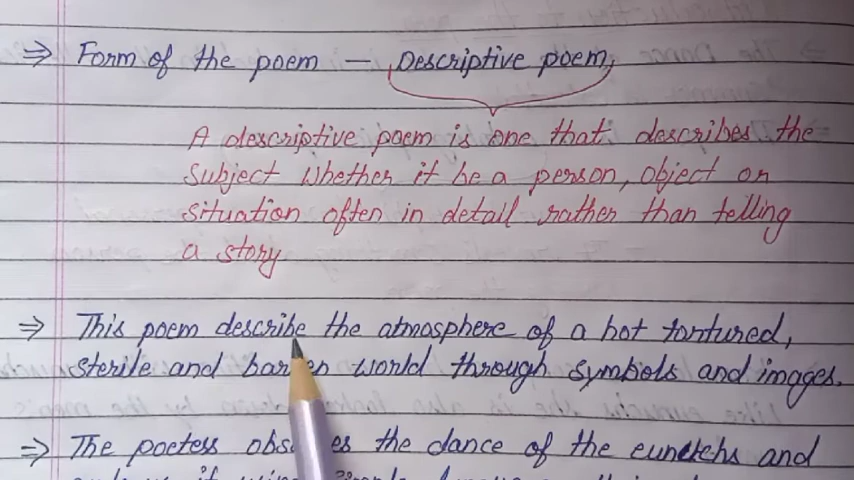 ⇒ Form of the poem — Descriptive poem,
A descriptive poem is one that describes the
subject whether it be a person, object or
situation often in detail rather than telling
a story
⇒ This poem describe the atmosphere of a hot tortured,
sterile and barren world through symbols and images.
⇒ The poetess observes the dance of the eunuchs and